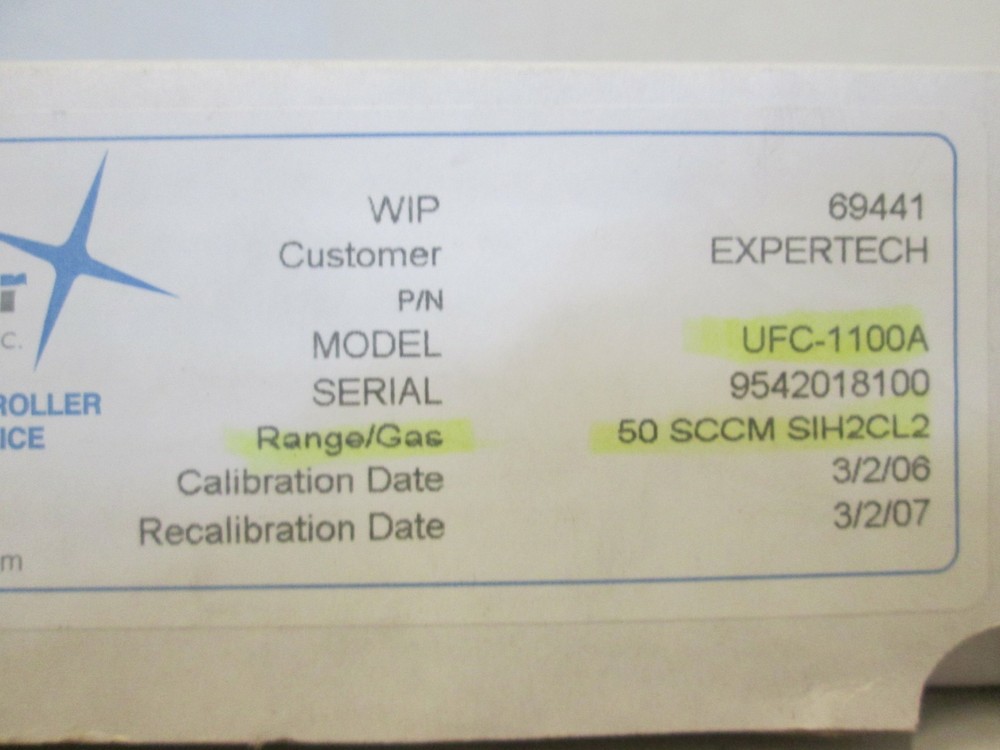 r
C.
ROLLER
ICE
m
WIP 69441
Customer EXPERTECH
P/N
MODEL UFC-1100A
SERIAL 9542018100
Range/Gas 50 SCCM SIH2CL2
Calibration Date 3/2/06
Recalibration Date 3/2/07